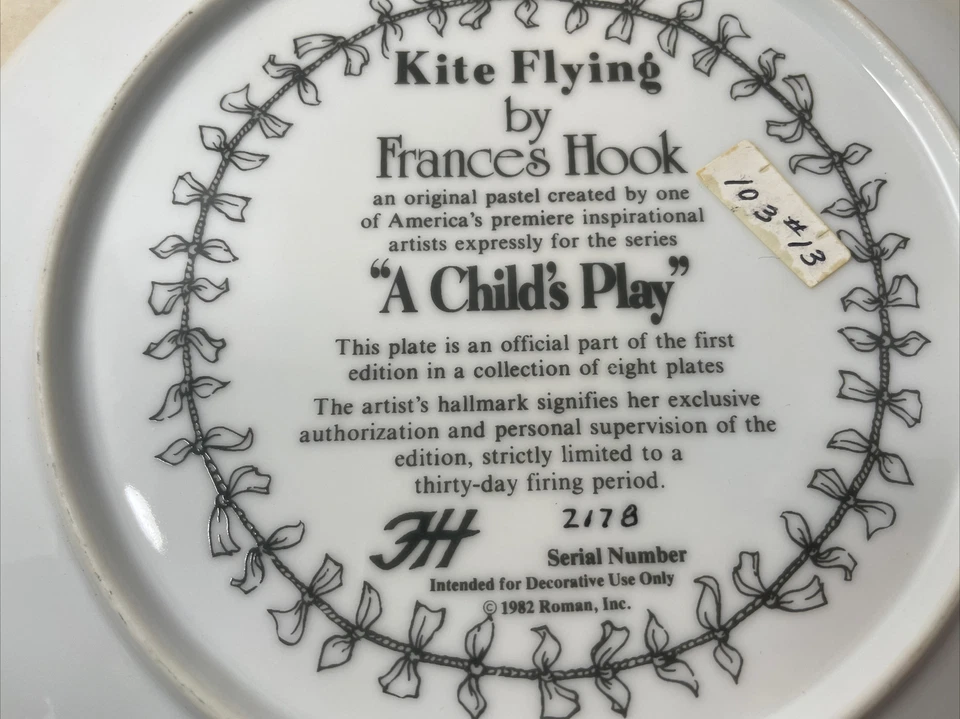 Kite Flying
by
Frances Hook
an original pastel created by one
of America's premiere inspirational
artists expressly for the series
"A Child's Play"
This plate is an official part of the first
edition in a collection of eight plates
The artist's hallmark signifies her exclusive
authorization and personal supervision of the
edition, strictly limited to a
thirty-day firing period.
FH
2178
Serial Number
Intended for Decorative Use Only
© 1982 Roman, Inc.
103#13